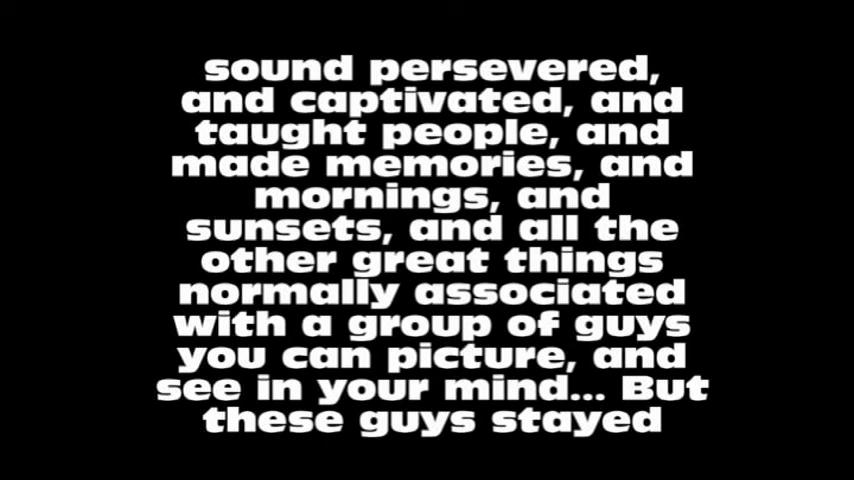 sound persevered,
and captivated, and
taught people, and
made memories, and
mornings, and
sunsets, and all the
other great things
normally associated
with a group of guys
you can picture, and
see in your mind... But
these guys stayed